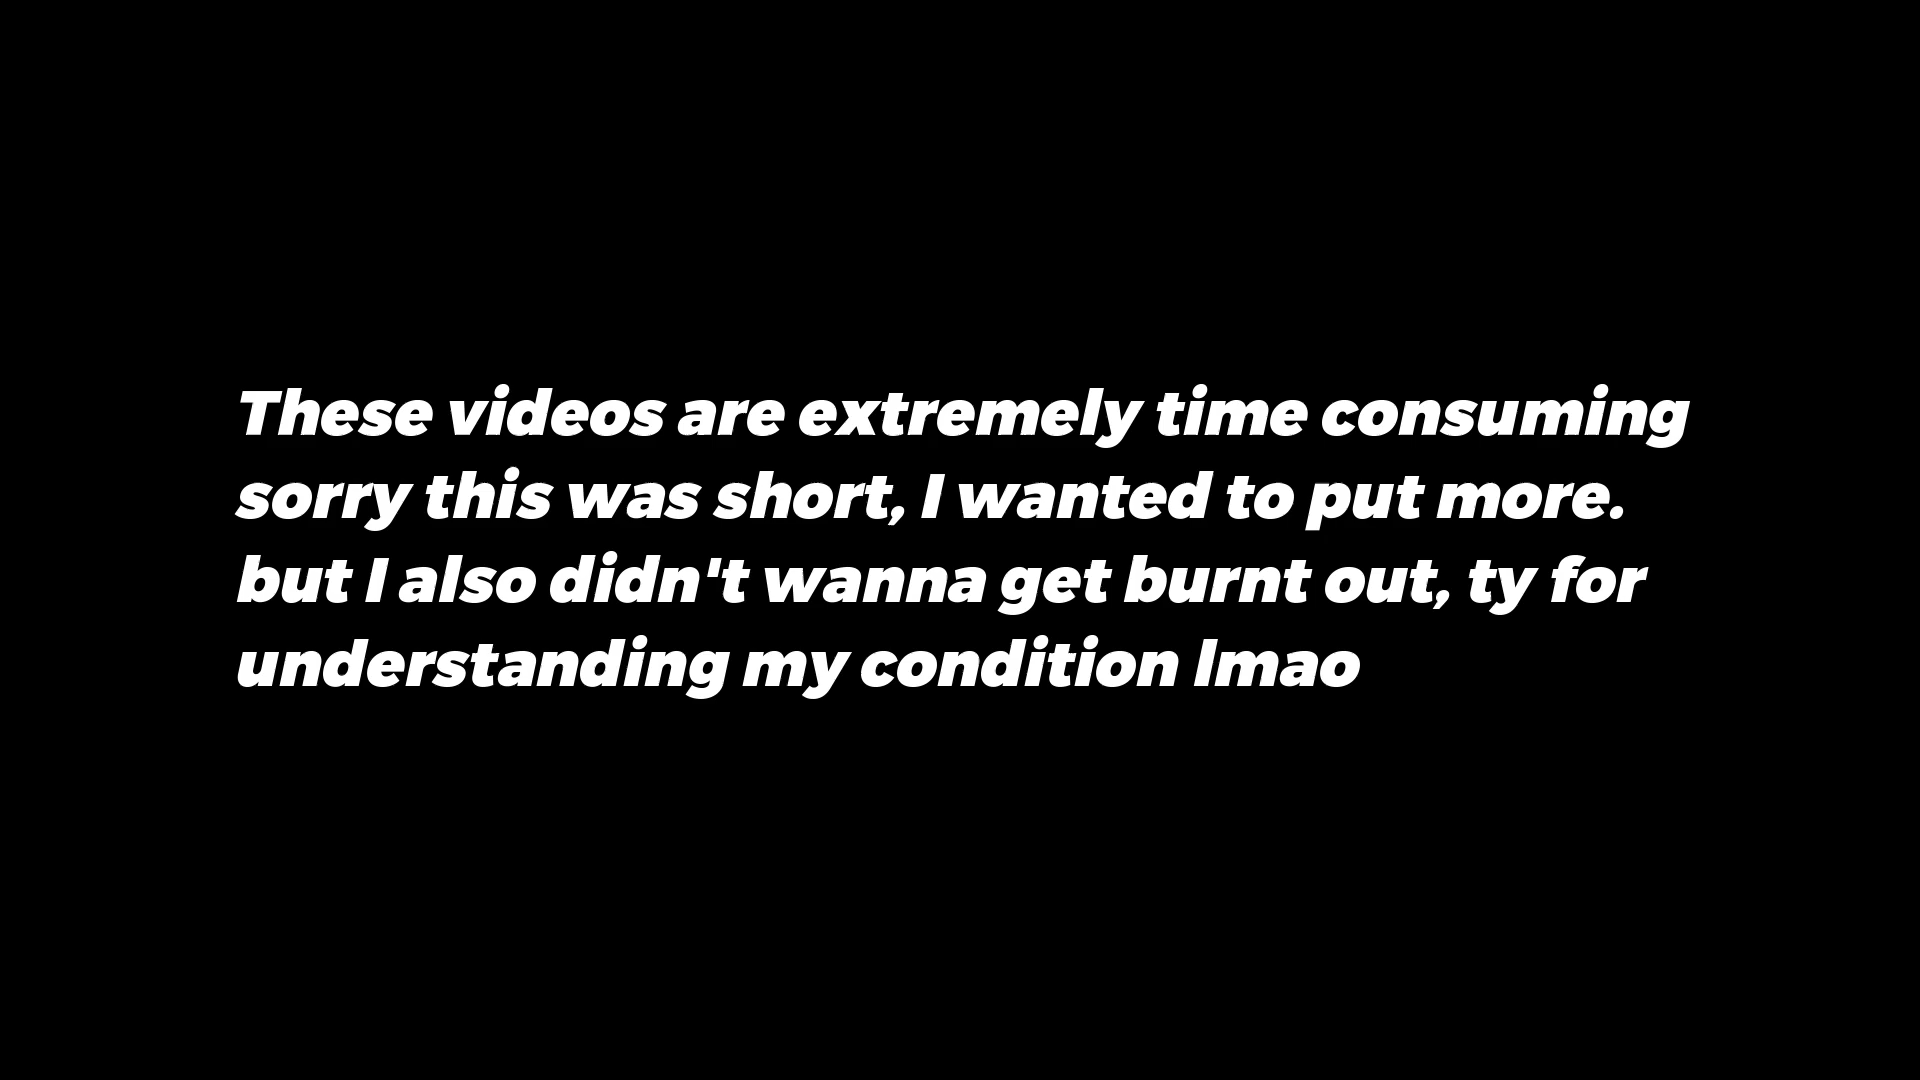 These videos are extremely time consuming
sorry this was short, I wanted to put more.
but I also didn't wanna get burnt out, ty for
understanding my condition lmao